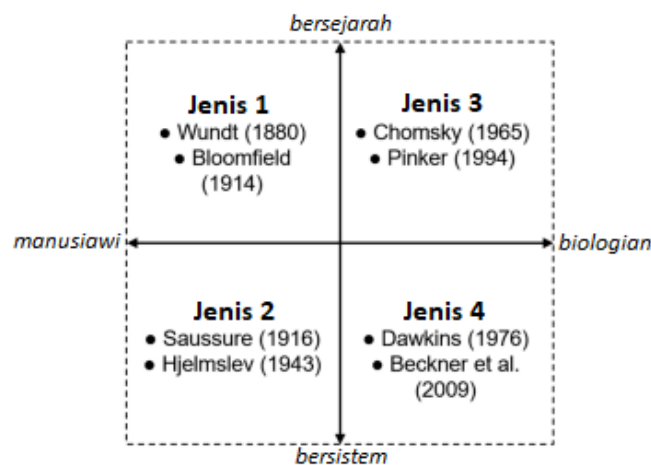 bersejarah
Jenis 1
● Wundt (1880)
● Bloomfield
(1914)
Jenis 3
● Chomsky (1965)
● Pinker (1994)
manusiawi
biologian
Jenis 2
● Saussure (1916)
● Hjelmslev (1943)
Jenis 4
● Dawkins (1976)
● Beckner et al.
(2009)
bersistem